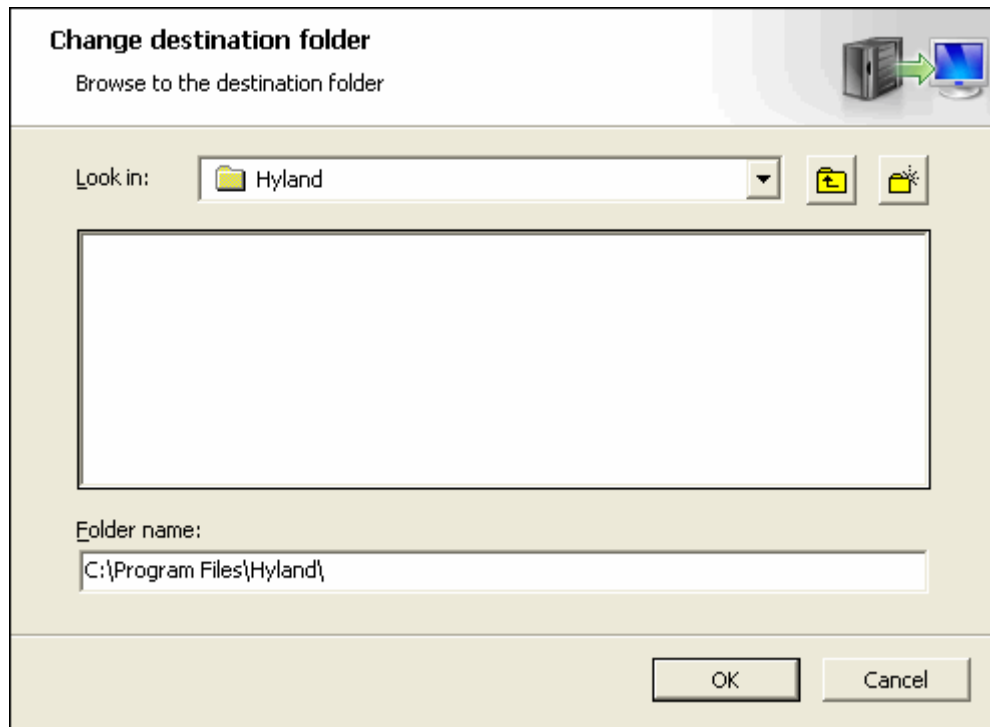 Change destination folder
Browse to the destination folder
Look in: Hyland
Folder name:
C:\Program Files\Hyland\
OK Cancel